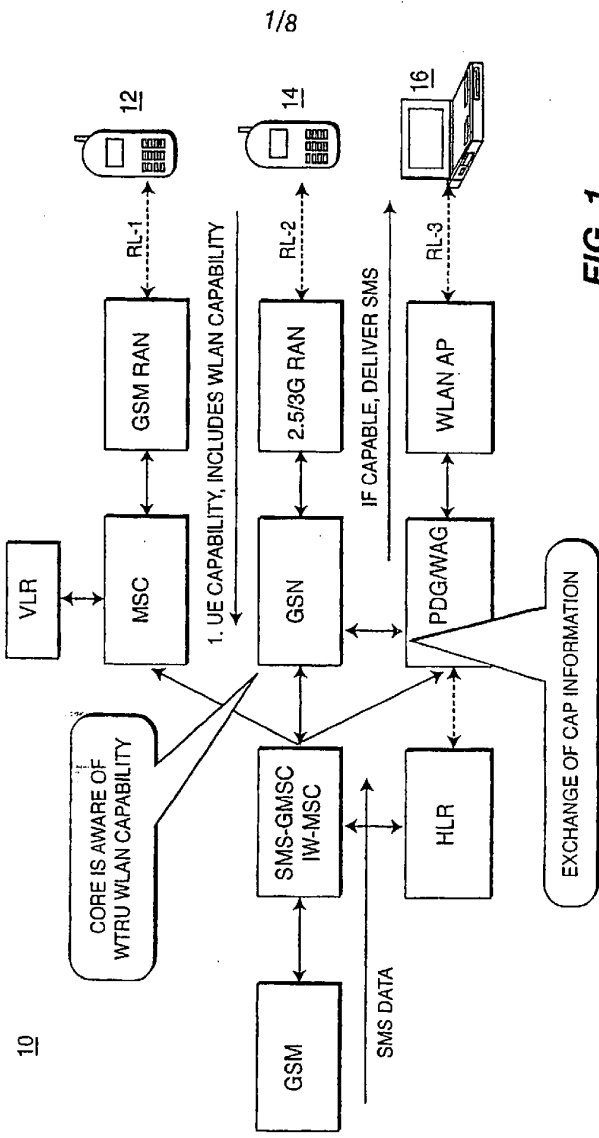 1/8
10
VLR
MSC
GSM RAN
RL-1
12
1. UE CAPABILITY, INCLUDES WLAN CAPABILITY
CORE IS AWARE OF
WTRU WLAN CAPABILITY
GSM
SMS-GMSC
IW-MSC
GSN
2.5/3G RAN
RL-2
14
SMS DATA
IF CAPABLE, DELIVER SMS
HLR
PDG/WAG
WLAN AP
RL-3
16
EXCHANGE OF CAP INFORMATION
FIG. 1